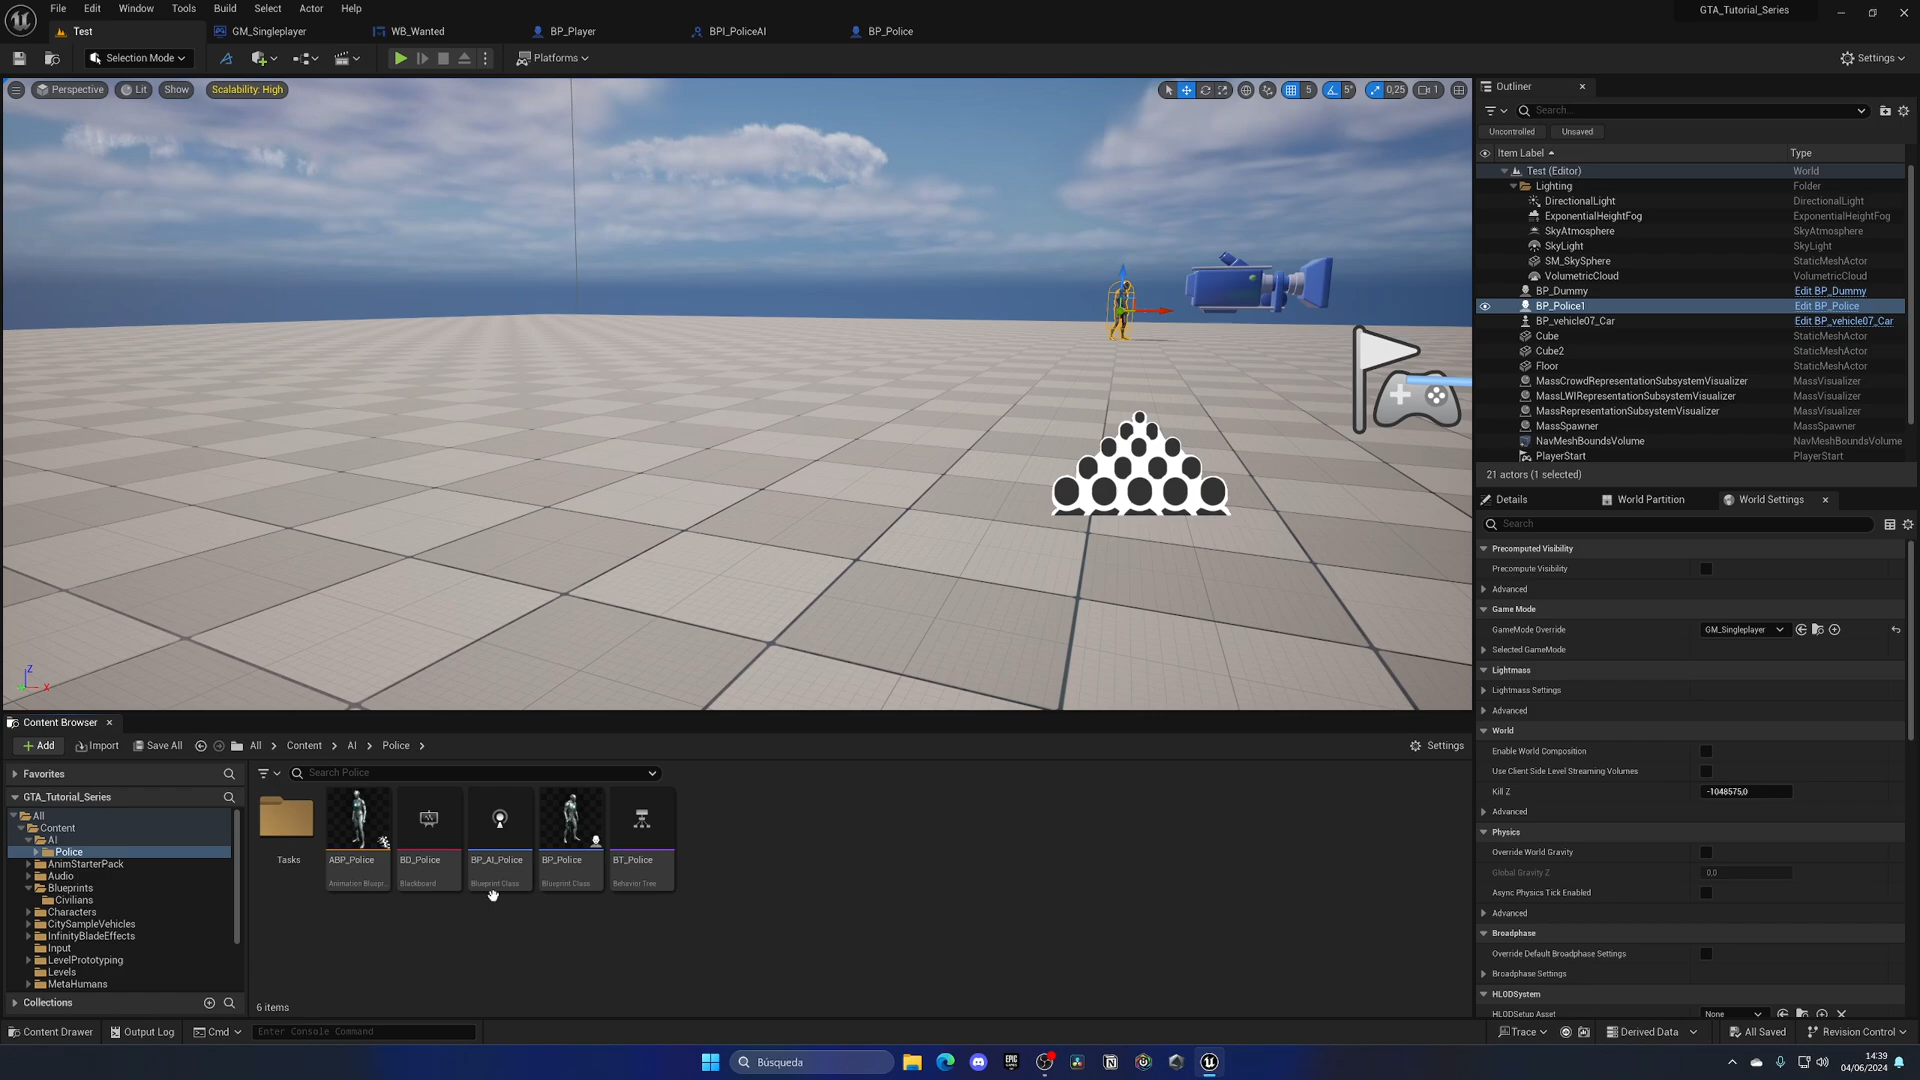 File Edit Window Tools Build Select Actor Help
GTA_Tutorial_Series
Test
GM_Singleplayer
WB_Wanted
BP_Player
BPI_PoliceAI
BP_Police
Selection Mode
Platforms
Settings
Perspective
Lit
Show
Scalability: High
5
5°
0,25
1
Outliner
Search...
Uncontrolled
Unsaved
Item Label
Type
Test (Editor) World
Lighting Folder
DirectionalLight DirectionalLight
ExponentialHeightFog ExponentialHeightFog
SkyAtmosphere SkyAtmosphere
SkyLight SkyLight
SM_SkySphere StaticMeshActor
VolumetricCloud VolumetricCloud
BP_Dummy Edit BP_Dummy
BP_Police1 Edit BP_Police
BP_vehicle07_Car Edit BP_vehicle07_Car
Cube StaticMeshActor
Cube2 StaticMeshActor
Floor StaticMeshActor
MassCrowdRepresentationSubsystemVisualizer MassVisualizer
MassLWIRepresentationSubsystemVisualizer MassVisualizer
MassRepresentationSubsystemVisualizer MassVisualizer
MassSpawner MassSpawner
NavMeshBoundsVolume NavMeshBoundsVolume
PlayerStart PlayerStart
21 actors (1 selected)
Details
World Partition
World Settings
Search
Precomputed Visibility
Precompute Visibility
Advanced
Game Mode
GameMode Override GM_Singleplayer
Selected GameMode
Lightmass
Lightmass Settings
Advanced
World
Enable World Composition
Use Client Side Level Streaming Volumes
Kill Z -1048575,0
Advanced
Physics
Override World Gravity
Global Gravity Z 0,0
Async Physics Tick Enabled
Advanced
Broadphase
Override Default Broadphase Settings
Broadphase Settings
HLODSystem
HLODSetup Asset None
Z
X
Content Browser
Add
Import
Save All
All > Content > AI > Police >
Settings
Favorites
GTA_Tutorial_Series
All
Content
AI
Police
AnimStarterPack
Audio
Blueprints
Civilians
Characters
CitySampleVehicles
InfinityBladeEffects
Input
LevelPrototyping
Levels
MetaHumans
Collections
Search Police
Tasks
ABP_Police
Animation Bluepr..
BD_Police
Blackboard
BP_AI_Police
Blueprint Class
BP_Police
Blueprint Class
BT_Police
Behavior Tree
6 items
Content Drawer
Output Log
Cmd
Enter Console Command
Trace
Derived Data
All Saved
Revision Control
Búsqueda
EPIC
14:39
04/06/2024